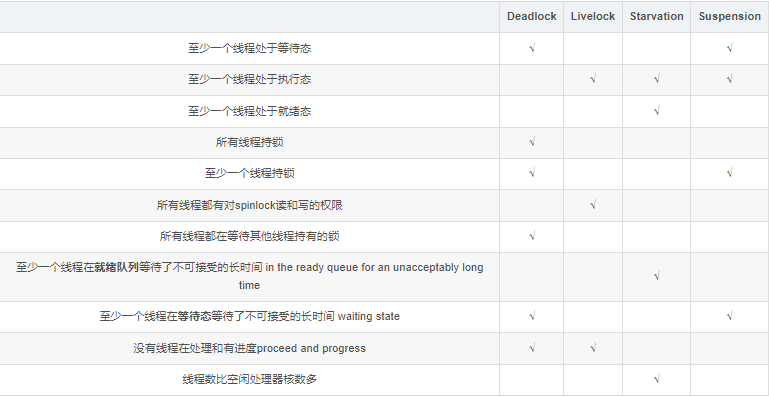 Deadlock Livelock Starvation Suspension
至少一个线程处于等待态 √ √
至少一个线程处于执行态 √ √ √
至少一个线程处于就绪态 √
所有线程持锁 √
至少一个线程持锁 √ √
所有线程都有对spinlock读和写的权限 √
所有线程都在等待其他线程持有的锁 √
至少一个线程在就绪队列等待了不可接受的长时间 in the ready queue for an unacceptably long
time √
至少一个线程在等待态等待了不可接受的长时间 waiting state √ √
没有线程在处理和有进度proceed and progress √ √
线程数比空闲处理器核数多 √